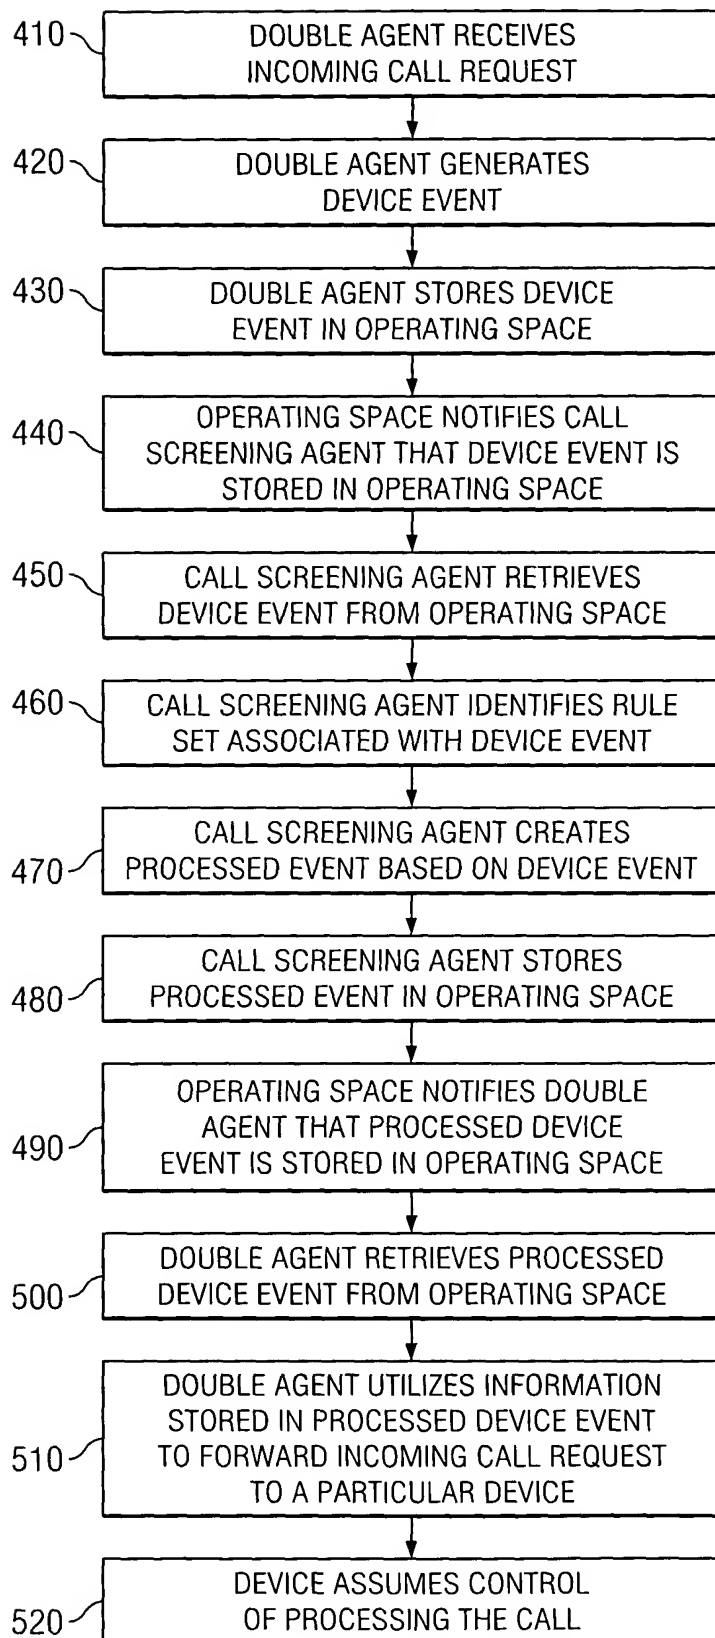 410
DOUBLE AGENT RECEIVES
INCOMING CALL REQUEST
420
DOUBLE AGENT GENERATES
DEVICE EVENT
430
DOUBLE AGENT STORES DEVICE
EVENT IN OPERATING SPACE
440
OPERATING SPACE NOTIFIES CALL
SCREENING AGENT THAT DEVICE EVENT IS
STORED IN OPERATING SPACE
450
CALL SCREENING AGENT RETRIEVES
DEVICE EVENT FROM OPERATING SPACE
460
CALL SCREENING AGENT IDENTIFIES RULE
SET ASSOCIATED WITH DEVICE EVENT
470
CALL SCREENING AGENT CREATES
PROCESSED EVENT BASED ON DEVICE EVENT
480
CALL SCREENING AGENT STORES
PROCESSED EVENT IN OPERATING SPACE
490
OPERATING SPACE NOTIFIES DOUBLE
AGENT THAT PROCESSED DEVICE
EVENT IS STORED IN OPERATING SPACE
500
DOUBLE AGENT RETRIEVES PROCESSED
DEVICE EVENT FROM OPERATING SPACE
510
DOUBLE AGENT UTILIZES INFORMATION
STORED IN PROCESSED DEVICE EVENT
TO FORWARD INCOMING CALL REQUEST
TO A PARTICULAR DEVICE
520
DEVICE ASSUMES CONTROL
OF PROCESSING THE CALL